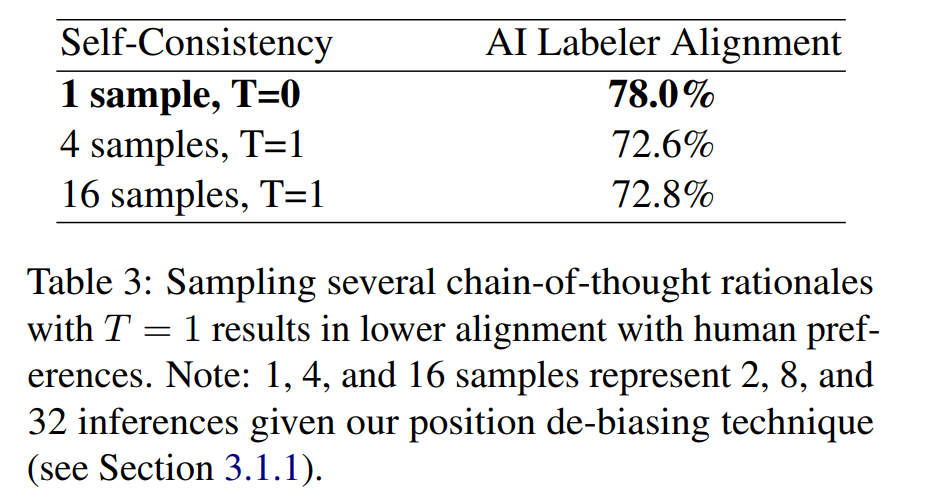 Self-Consistency AI Labeler Alignment
1 sample, T=0 78.0%
4 samples, T=1 72.6%
16 samples, T=1 72.8%
Table 3: Sampling several chain-of-thought rationales
with T = 1 results in lower alignment with human pref-
erences. Note: 1, 4, and 16 samples represent 2, 8, and
32 inferences given our position de-biasing technique
(see Section 3.1.1).